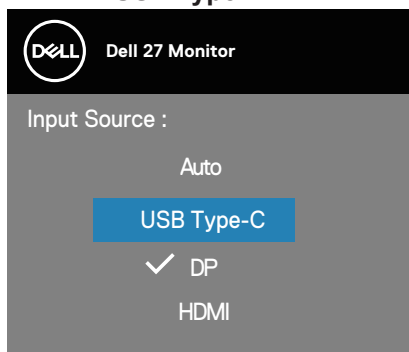 DELL
Dell 27 Monitor
Input Source :
Auto
USB Type-C
DP
HDMI